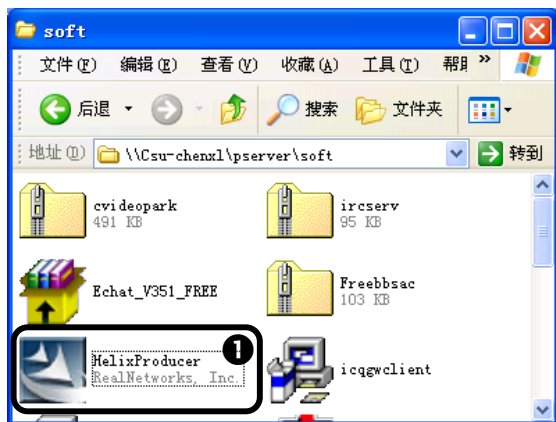 soft
文件(F) 编辑(E) 查看(V) 收藏(A) 工具(T) 帮 »
后退 搜索 文件夹
地址(D) \\Csu-chenxl\pserver\soft 转到
cvideopark
491 KB
ircserv
95 KB
Echat_V351_FREE
Freebbsac
103 KB
HelixProducer
RealNetworks, Inc.
1
icqgwclient